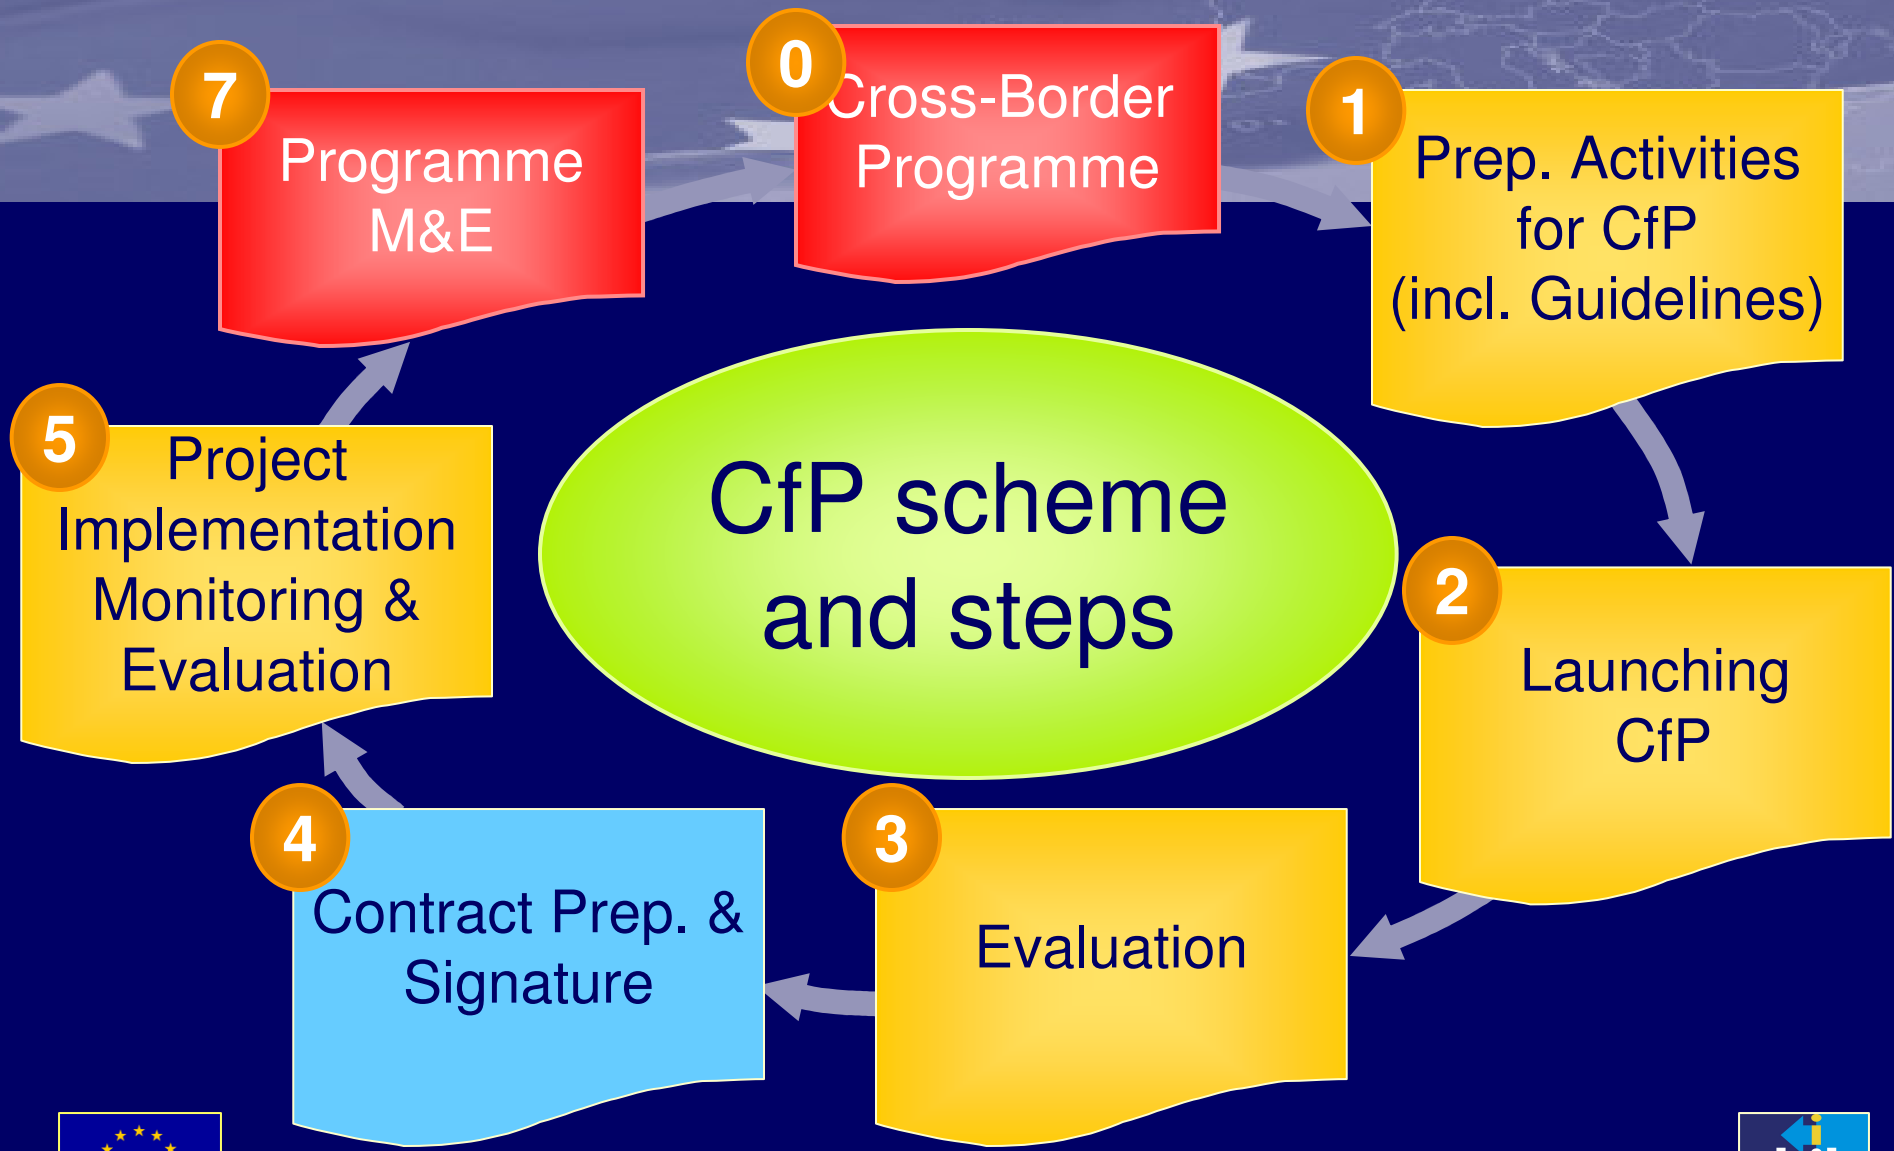 0
Cross-Border
Programme
1
Prep. Activities
for CfP
(incl. Guidelines)
2
Launching
CfP
3
Evaluation
4
Contract Prep. &
Signature
5
Project
Implementation
Monitoring &
Evaluation
7
Programme
M&E
CfP scheme
and steps